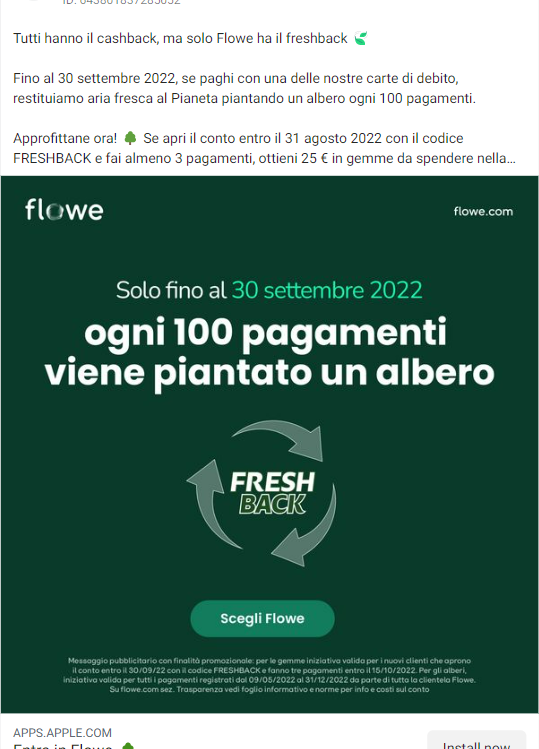 Tutti hanno il cashback, ma solo Flowe ha il freshback
Fino al 30 settembre 2022, se paghi con una delle nostre carte di debito,
restituiamo aria fresca al Pianeta piantando un albero ogni 100 pagamenti.
Approfittane ora! 🌳 Se apri il conto entro il 31 agosto 2022 con il codice
FRESHBACK e fai almeno 3 pagamenti, ottieni 25 € in gemme da spendere nella...
flowe
flowe.com
Solo fino al 30 settembre 2022
ogni 100 pagamenti
viene piantato un albero
FRESH
BACK
Scegli Flowe
Messaggio pubblicitario con finalità promozionale: per le gemme iniziativa valida per i nuovi clienti che aprono
il conto entro il 30/09/22 con il codice FRESHBACK e fanno tre pagamenti entro il 15/10/2022. Per gli alberi,
iniziativa valida per tutti i pagamenti registrati dal 09/05/2022 al 31/12/2022 da parte di tutta la clientela Flowe.
Su flowe.com sez. Trasparenza vedi foglio informativo e norme per info e costi sul conto
APPS.APPLE.COM
Entra in Flowe 🌳
Install now